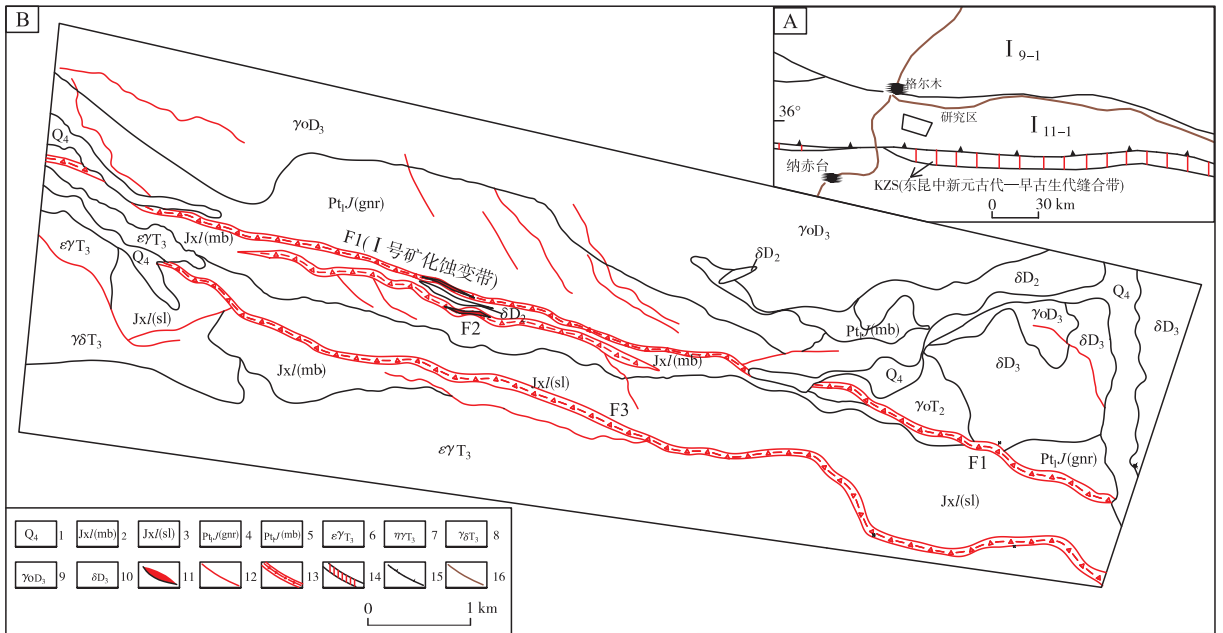 B
A
I 9-1
格尔木
36°
研究区
I 11-1
纳赤台
KZS(东昆中新元古代—早古生代缝合带)
0 30 km
γoD₃
Q₄
Pt₁J(gnr)
εγT₃
Jxl(mb)
F1(Ⅰ号矿化蚀变带)
γoD₃
δD₂
δD₂
Q₄
εγT₃
Q₄
Jxl(sl)
δD₃
γoD₃
δD₃
δD₃
Pt₁J(mb)
F2
γδT₃
Jxl(mb)
Jxl(sl)
Jxl(mb)
Q₄
δD₃
γoT₂
F3
F1
Pt₁J(gnr)
εγT₃
Jxl(sl)
Q₄ 1 Jxl(mb) 2 Jxl(sl) 3 Pt₁J(gnr) 4 Pt₁J(mb) 5 εγT₃ 6 ηγT₃ 7 γδT₃ 8
γoD₃ 9 δD₃ 10 11 12 13 14 15 16
0 1 km